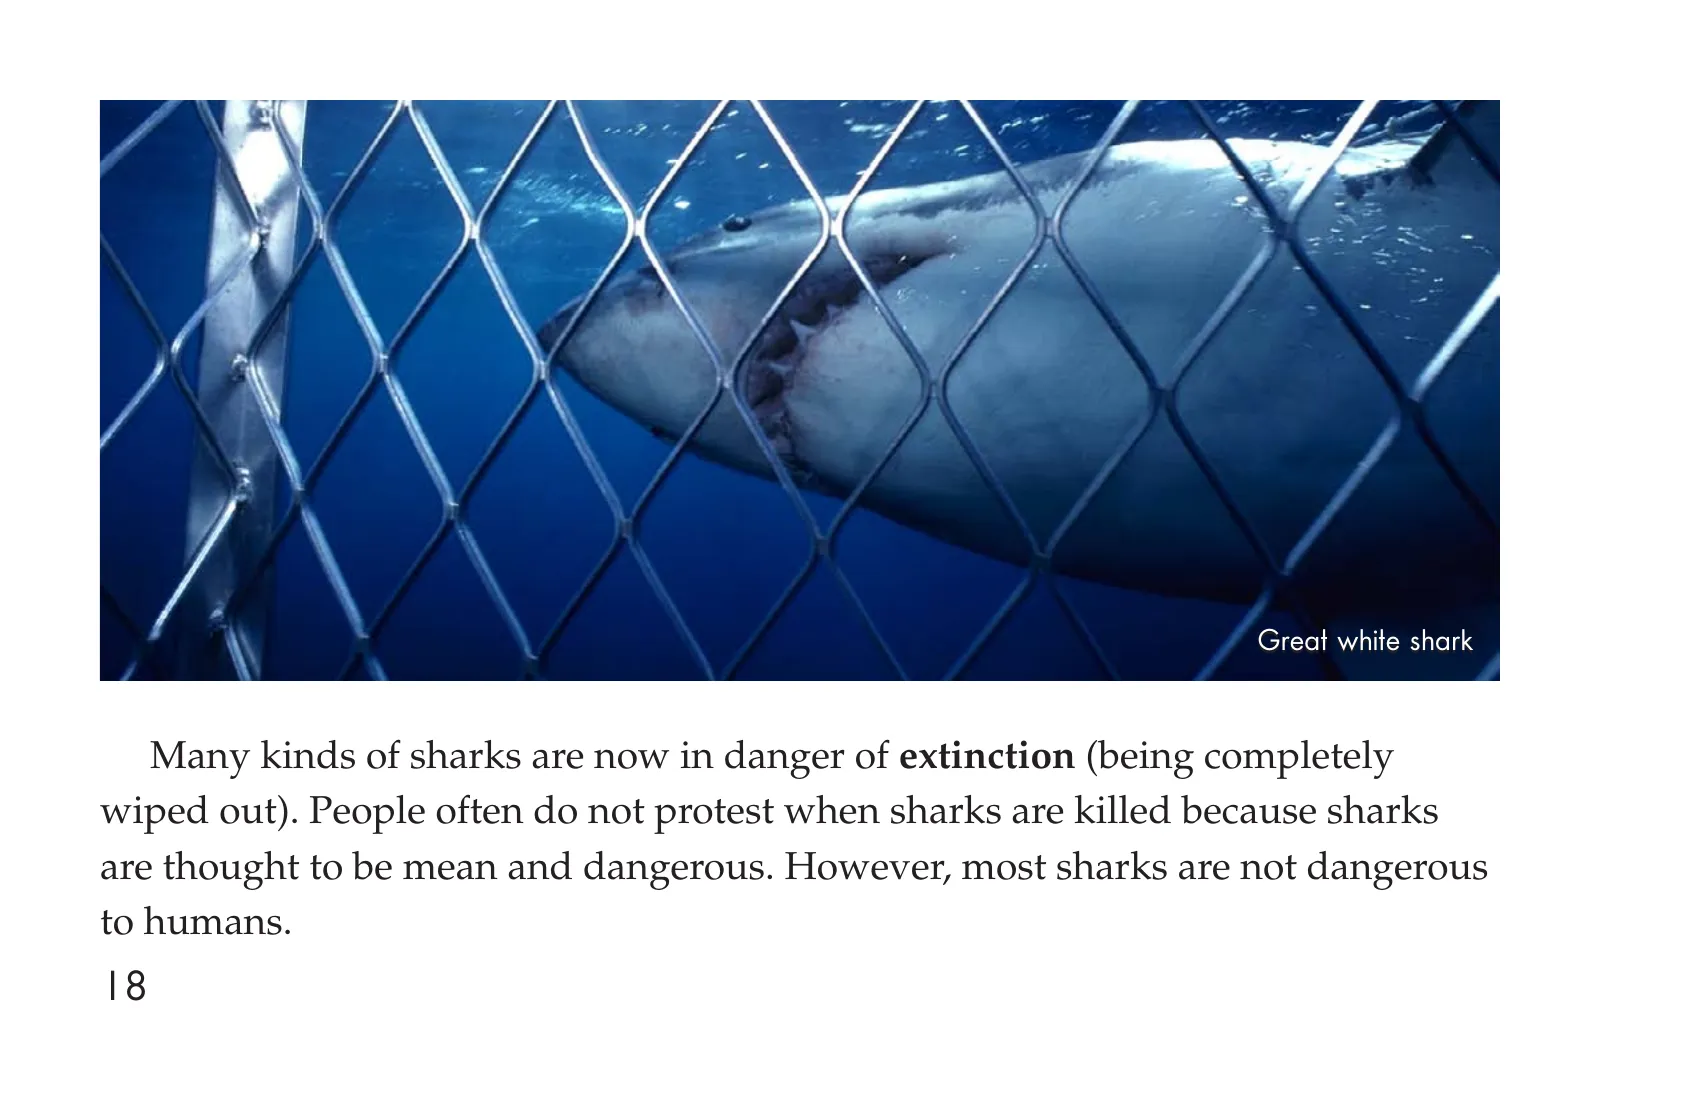 Great white shark
Many kinds of sharks are now in danger of extinction (being completely
wiped out). People often do not protest when sharks are killed because sharks
are thought to be mean and dangerous. However, most sharks are not dangerous
to humans.
18